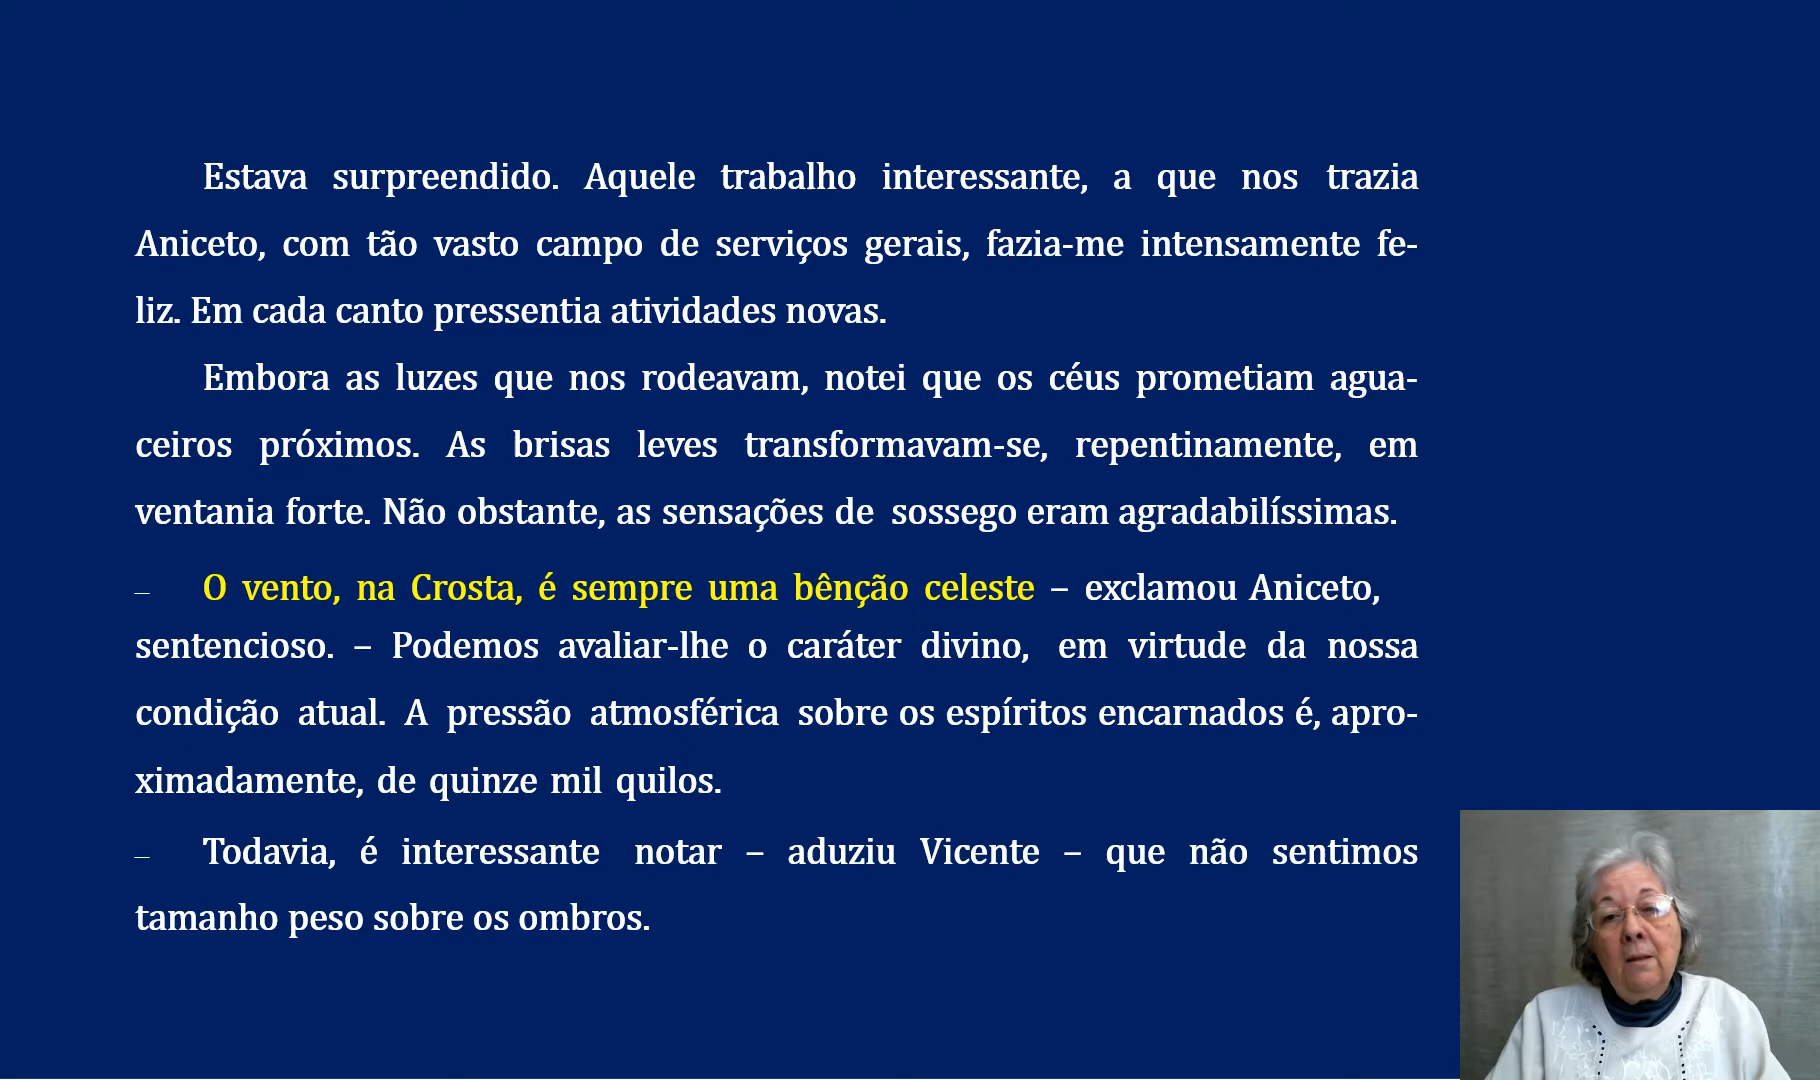 Estava surpreendido. Aquele trabalho interessante, a que nos trazia
Aniceto, com tão vasto campo de serviços gerais, fazia-me intensamente fe-
liz. Em cada canto pressentia atividades novas.
Embora as luzes que nos rodeavam, notei que os céus prometiam agua-
ceiros próximos. As brisas leves transformavam-se, repentinamente, em
ventania forte. Não obstante, as sensações de sossego eram agradabilíssimas.
– O vento, na Crosta, é sempre uma bênção celeste – exclamou Aniceto,
sentencioso. – Podemos avaliar-lhe o caráter divino, em virtude da nossa
condição atual. A pressão atmosférica sobre os espíritos encarnados é, apro-
ximadamente, de quinze mil quilos.
– Todavia, é interessante notar – aduziu Vicente – que não sentimos
tamanho peso sobre os ombros.